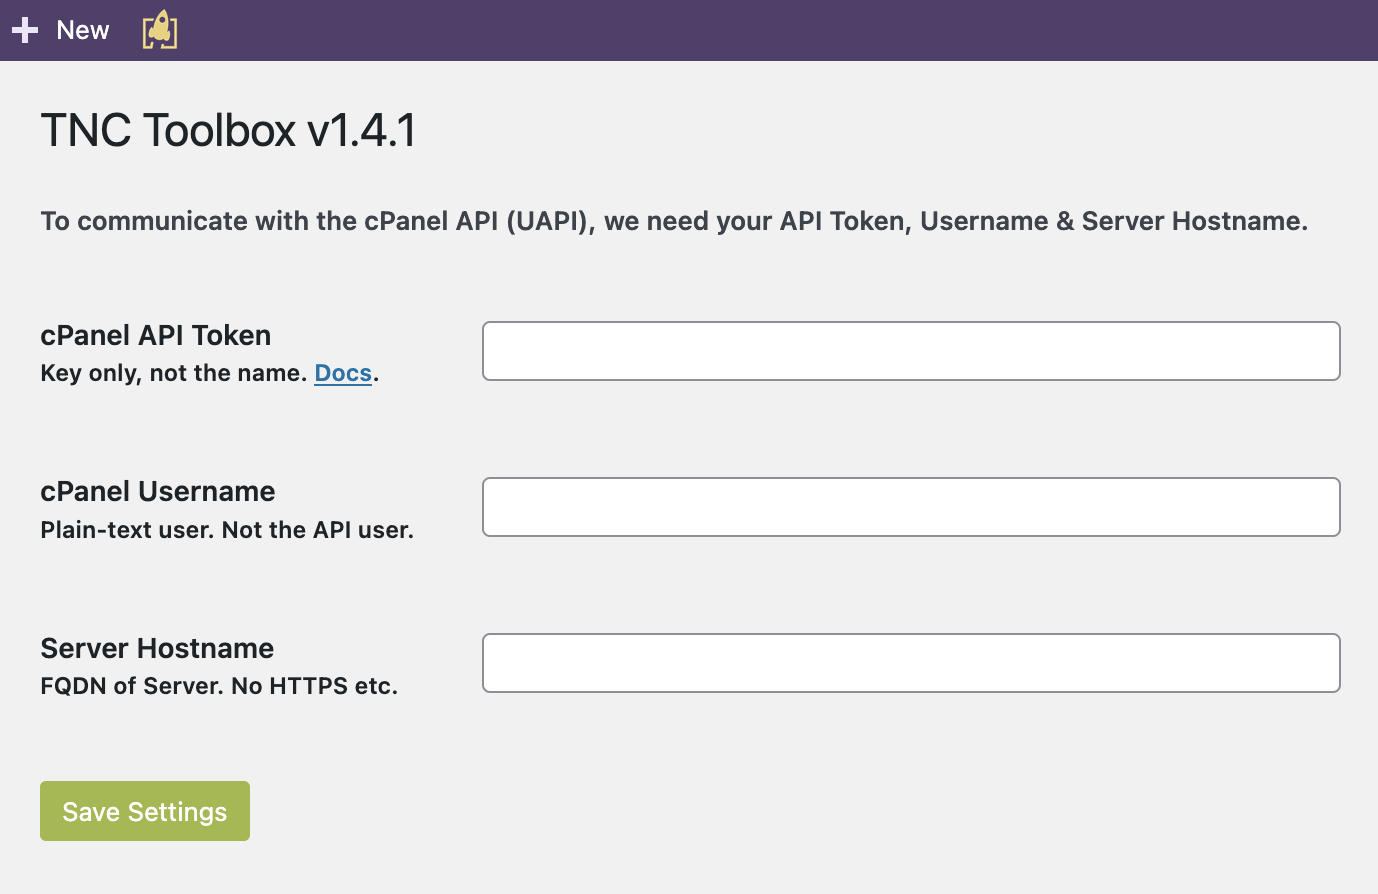 New
TNC Toolbox v1.4.1
To communicate with the cPanel API (UAPI), we need your API Token, Username & Server Hostname.
cPanel API Token
Key only, not the name. Docs.
cPanel Username
Plain-text user. Not the API user.
Server Hostname
FQDN of Server. No HTTPS etc.
Save Settings